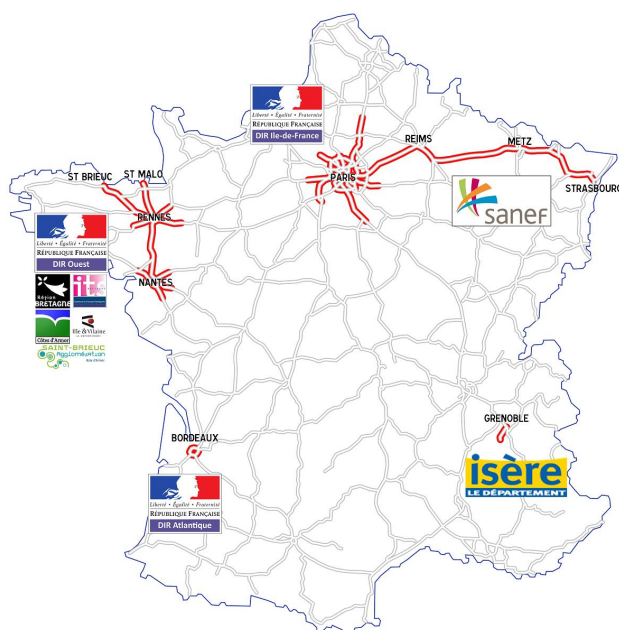 Liberté • Égalité • Fraternité
RÉPUBLIQUE FRANÇAISE
DIR Ile-de-France
REIMS
METZ
PARIS
STRASBOURG
sanef
ST BRIEUC
ST MALO
RENNES
Liberté • Égalité • Fraternité
RÉPUBLIQUE FRANÇAISE
DIR Ouest
NANTES
Région
BRETAGNE
Côtes d'Armor
Ille & Vilaine
SAINT-BRIEUC
Agglomération
GRENOBLE
isère
LE DÉPARTEMENT
BORDEAUX
Liberté • Égalité • Fraternité
RÉPUBLIQUE FRANÇAISE
DIR Atlantique